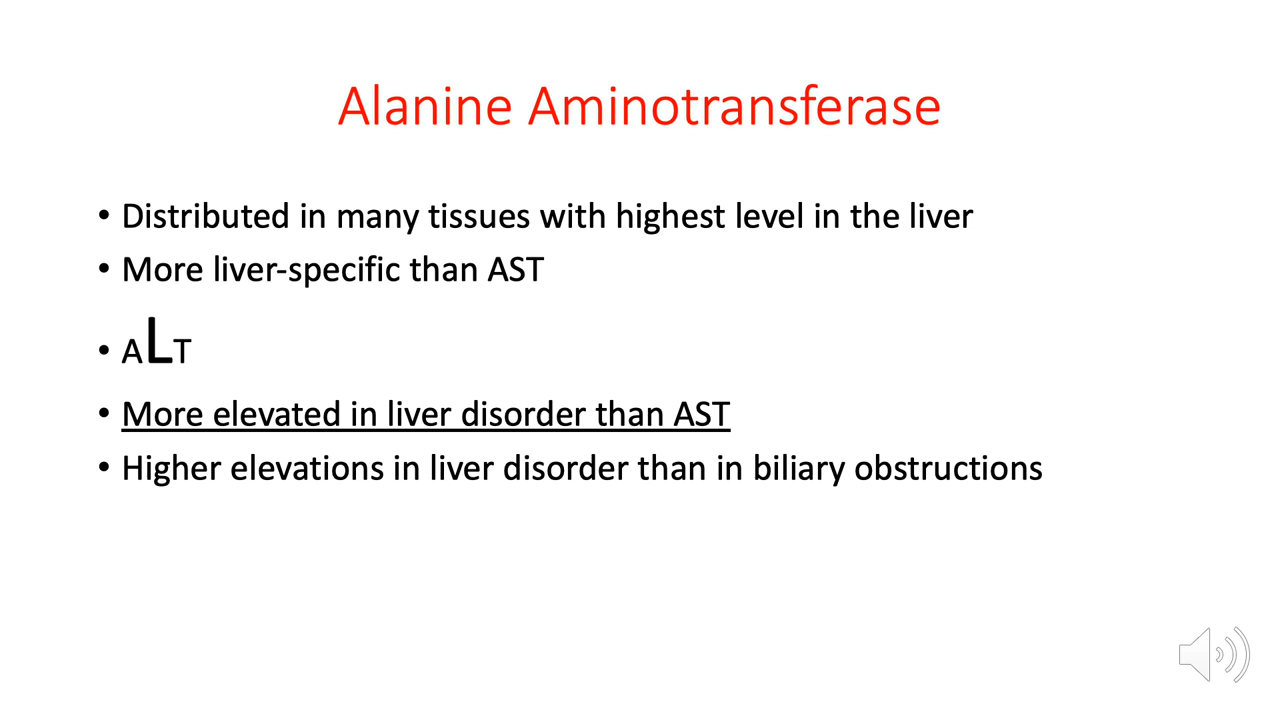 Alanine Aminotransferase
• Distributed in many tissues with highest level in the liver
• More liver-specific than AST
• ALT
• More elevated in liver disorder than AST
• Higher elevations in liver disorder than in biliary obstructions